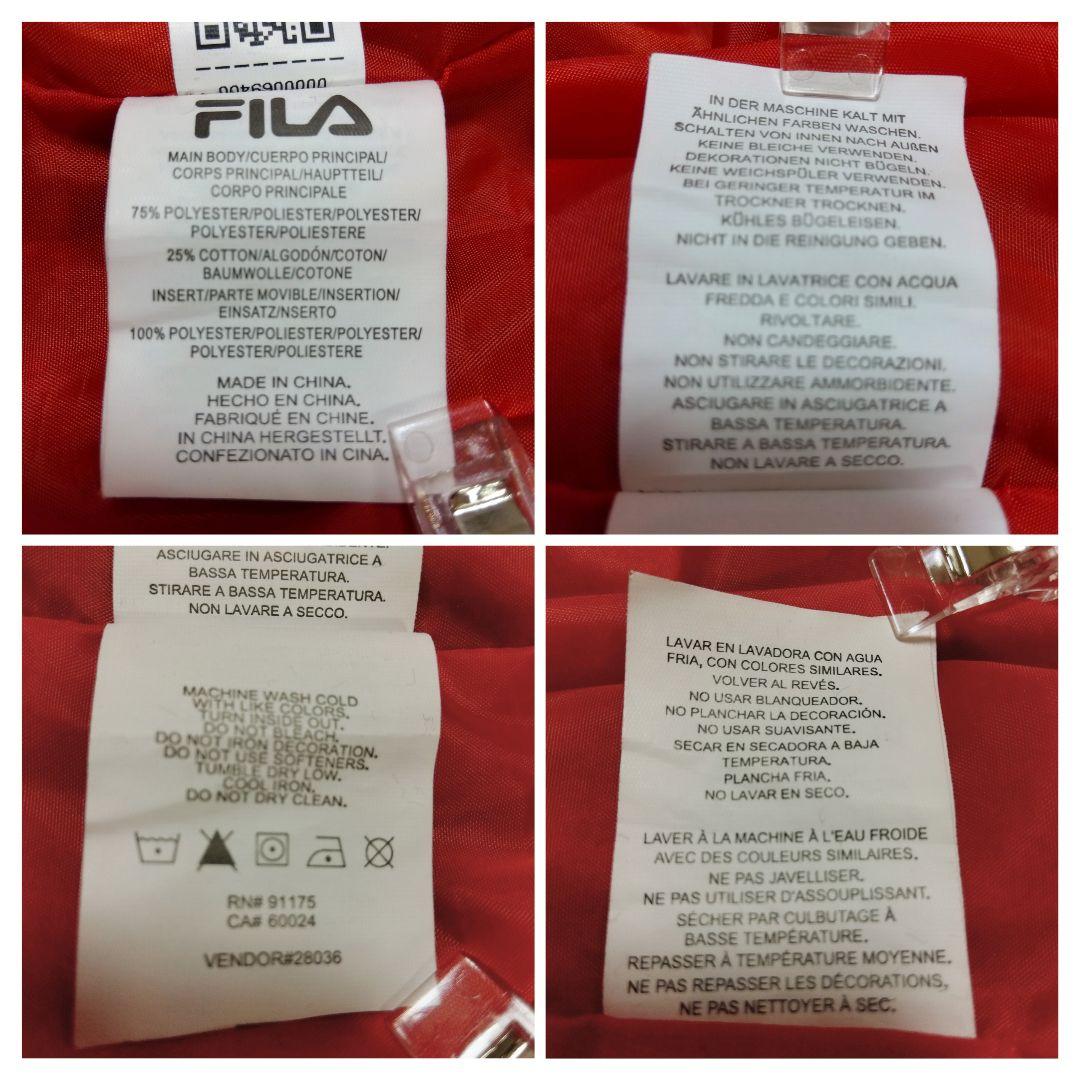 0000069400
FILA
MAIN BODY/CUERPO PRINCIPAL/
CORPS PRINCIPAL/HAUPTTEIL/
CORPO PRINCIPALE
75% POLYESTER/POLIESTER/POLYESTER/
POLYESTER/POLIESTERE
25% COTTON/ALGODÓN/COTON/
BAUMWOLLE/COTONE
INSERT/PARTE MOVIBLE/INSERTION/
EINSATZ/NSERTO
100% POLYESTER/POLIESTER/POLYESTER/
POLYESTER/POLIESTERE
MADE IN CHINA.
HECHO EN CHINA.
FABRIQUÉ EN CHINE.
IN CHINA HERGESTELLT.
CONFEZIONATO IN CINA.
IN DER MASCHINE KALT MIT
ÄHNLICHEN FARBEN WASCHEN.
SCHALTEN VON INNEN NACH AUßEN
KEINE BLEICHE VERWENDEN.
DEKORATIONEN NICHT BÜGELN.
KEINE WEICHSPÜLER VERWENDEN.
BEI GERINGER TEMPERATUR IM
TROCKNER TROCKNEN.
KÜHLES BÜGELEISEN.
NICHT IN DIE REINIGUNG GEBEN.
LAVARE IN LAVATRICE CON ACQUA
FREDDA E COLORI SIMILI.
RIVOLTARE.
NON CANDEGGIARE.
NON STIRARE LE DECORAZIONI.
NON UTILIZZARE AMMORBIDENTE.
ASCIUGARE IN ASCIUGATRICE A
BASSA TEMPERATURA.
STIRARE A BASSA TEMPERATURA.
NON LAVARE A SECCO.
ASCIUGARE IN ASCIUGATRICE A
BASSA TEMPERATURA.
STIRARE A BASSA TEMPERATURA.
NON LAVARE A SECCO.
MACHINE WASH COLD
WITH LIKE COLORS.
TURN INSIDE OUT.
DO NOT BLEACH.
DO NOT IRON DECORATION.
DO NOT USE SOFTENERS.
TUMBLE DRY LOW.
COOL IRON.
DO NOT DRY CLEAN.
RN# 91175
CA# 60024
VENDOR#28036
LAVAR EN LAVADORA CON AGUA
FRIA, CON COLORES SIMILARES.
VOLVER AL REVÉS.
NO USAR BLANQUEADOR.
NO PLANCHAR LA DECORACIÓN.
NO USAR SUAVISANTE.
SECAR EN SECADORA A BAJA
TEMPERATURA.
PLANCHA FRIA.
NO LAVAR EN SECO.
LAVER À LA MACHINE À L'EAU FROIDE
AVEC DES COULEURS SIMILAIRES.
NE PAS JAVELLISER.
NE PAS UTILISER D'ASSOUPLISSANT.
SÉCHER PAR CULBUTAGE À
BASSE TEMPÉRATURE.
REPASSER À TEMPÉRATURE MOYENNE.
NE PAS REPASSER LES DÉCORATIONS,
NE PAS NETTOYER À SEC.